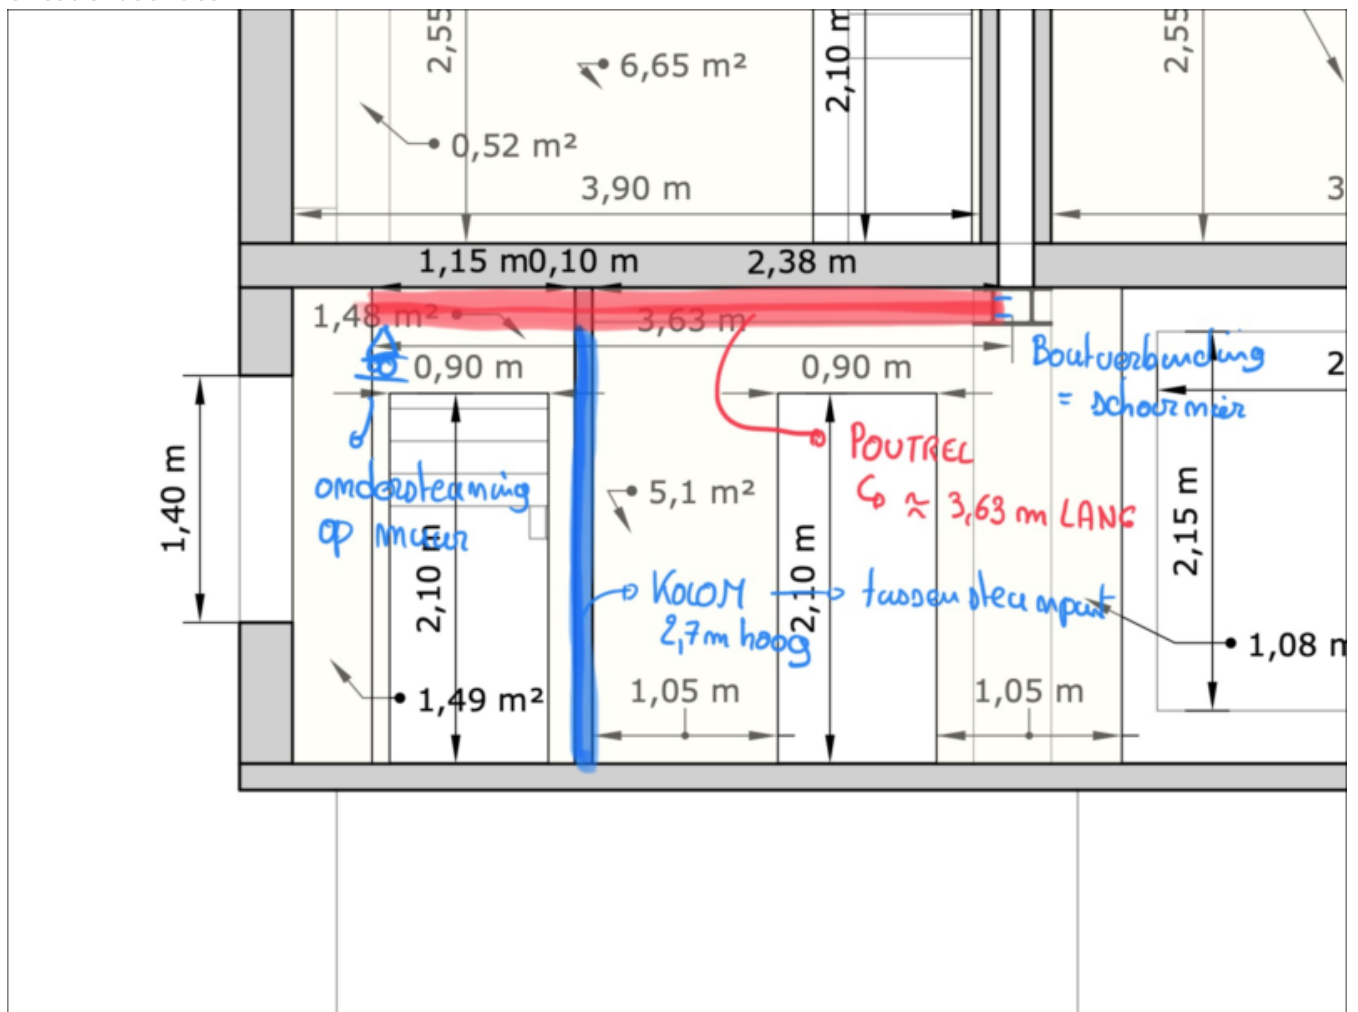 2,55
6,65 m²
2,10 m
2,55
0,52 m²
3,90 m
3
1,15 m
0,10 m
2,38 m
1,48 m²
3,63 m
0,90 m
0,90 m
Boutverbinding
= schournier
2
POUTREL
≈ 3,63 m LANG
1,40 m
ondersteuning
op muur
2,10 m
5,1 m²
2,10 m
2,15 m
KOLOM
tussensteunpunt
2,7m hoog
1,08 m
1,49 m²
1,05 m
1,05 m